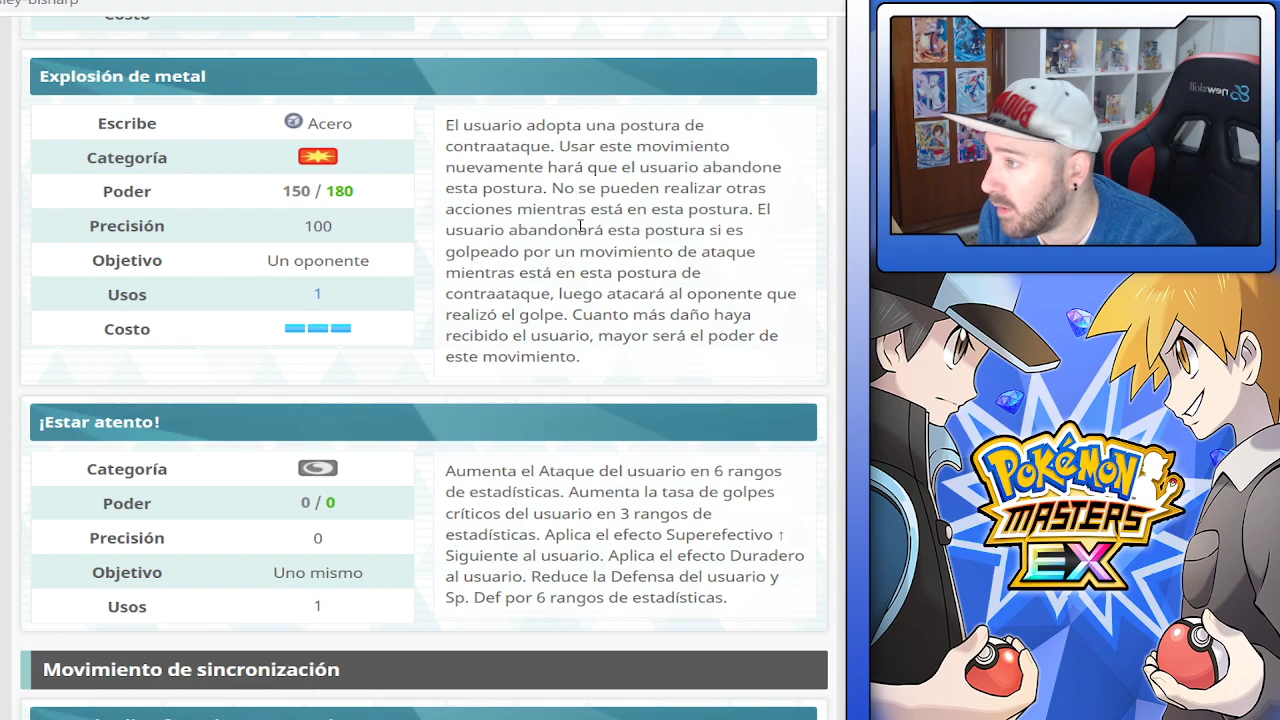 sley-bisharp
Costo
Explosión de metal
Escribe Acero
Categoría
Poder 150 / 180
Precisión 100
Objetivo Un oponente
Usos 1
Costo
El usuario adopta una postura de
contraataque. Usar este movimiento
nuevamente hará que el usuario abandone
esta postura. No se pueden realizar otras
acciones mientras está en esta postura. El
usuario abandonará esta postura si es
golpeado por un movimiento de ataque
mientras está en esta postura de
contraataque, luego atacará al oponente que
realizó el golpe. Cuanto más daño haya
recibido el usuario, mayor será el poder de
este movimiento.
¡Estar atento!
Categoría
Poder 0 / 0
Precisión 0
Objetivo Uno mismo
Usos 1
Aumenta el Ataque del usuario en 6 rangos
de estadísticas. Aumenta la tasa de golpes
críticos del usuario en 3 rangos de
estadísticas. Aplica el efecto Superefectivo ↑
Siguiente al usuario. Aplica el efecto Duradero
al usuario. Reduce la Defensa del usuario y
Sp. Def por 6 rangos de estadísticas.
Movimiento de sincronización
newskill
POKéMON
MASTERS
EX